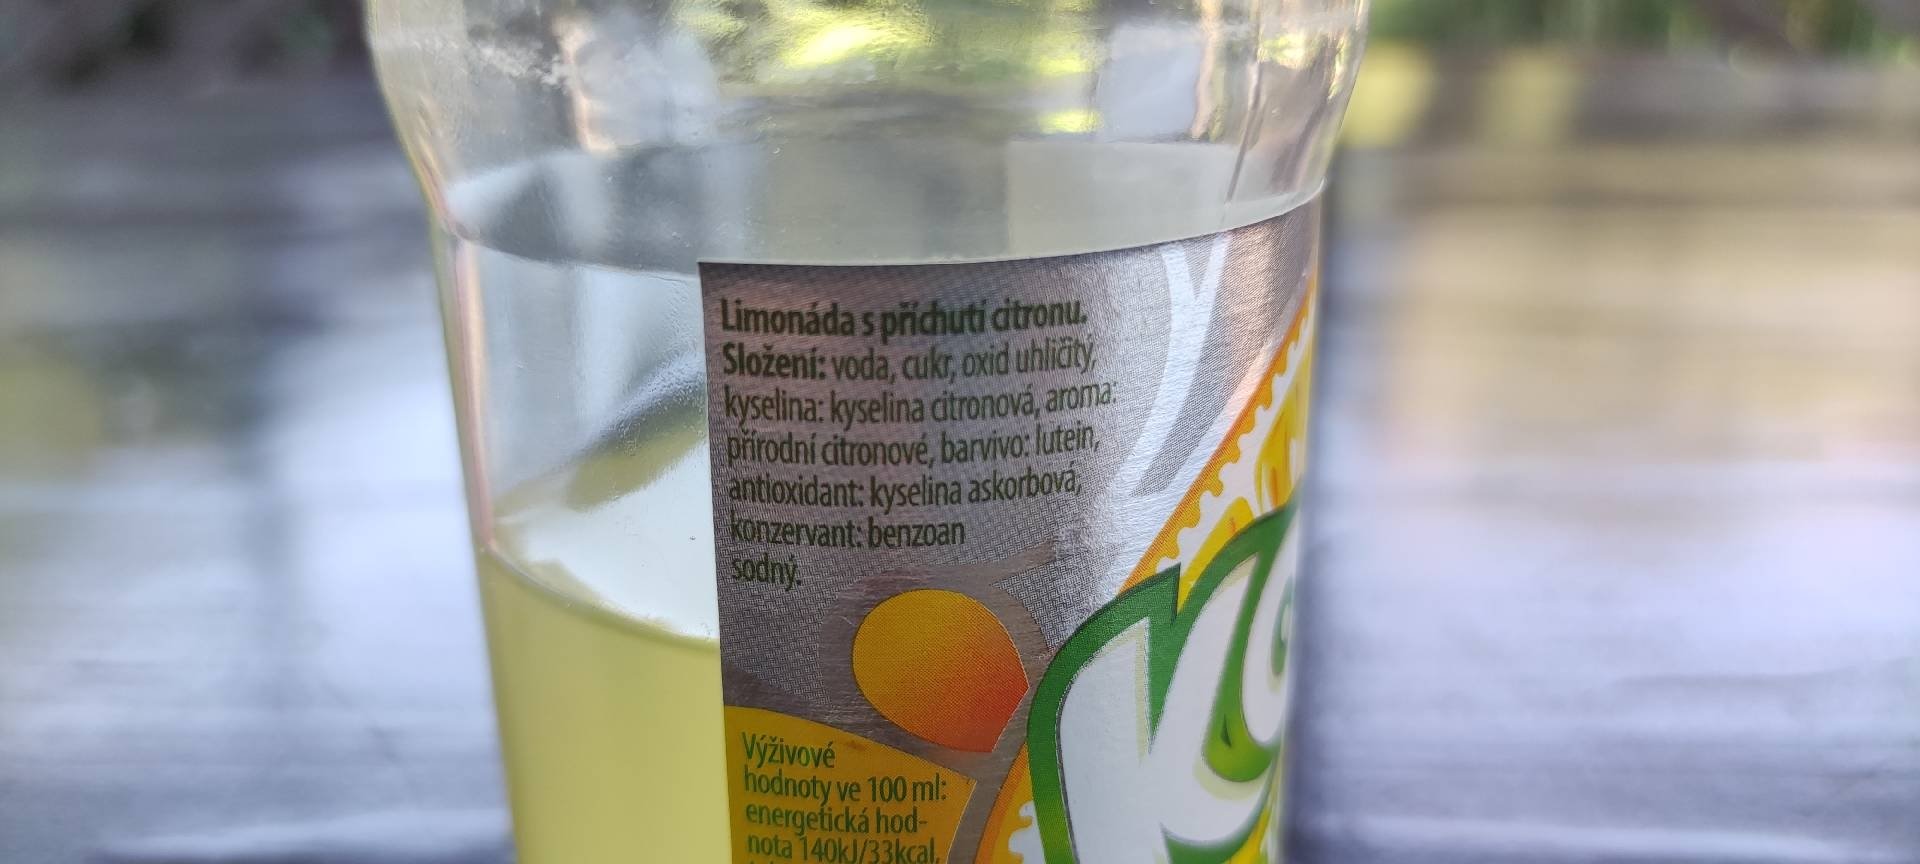 Limonáda s příchutí citronu.
Složení: voda, cukr, oxid uhličitý,
kyselina: kyselina citronová, aroma:
přírodní citronové, barvivo: lutein,
antioxidant: kyselina askorbová,
konzervant: benzoan
sodný.
Výživové
hodnoty ve 100 ml:
energetická hod-
nota 140kJ/33kcal,